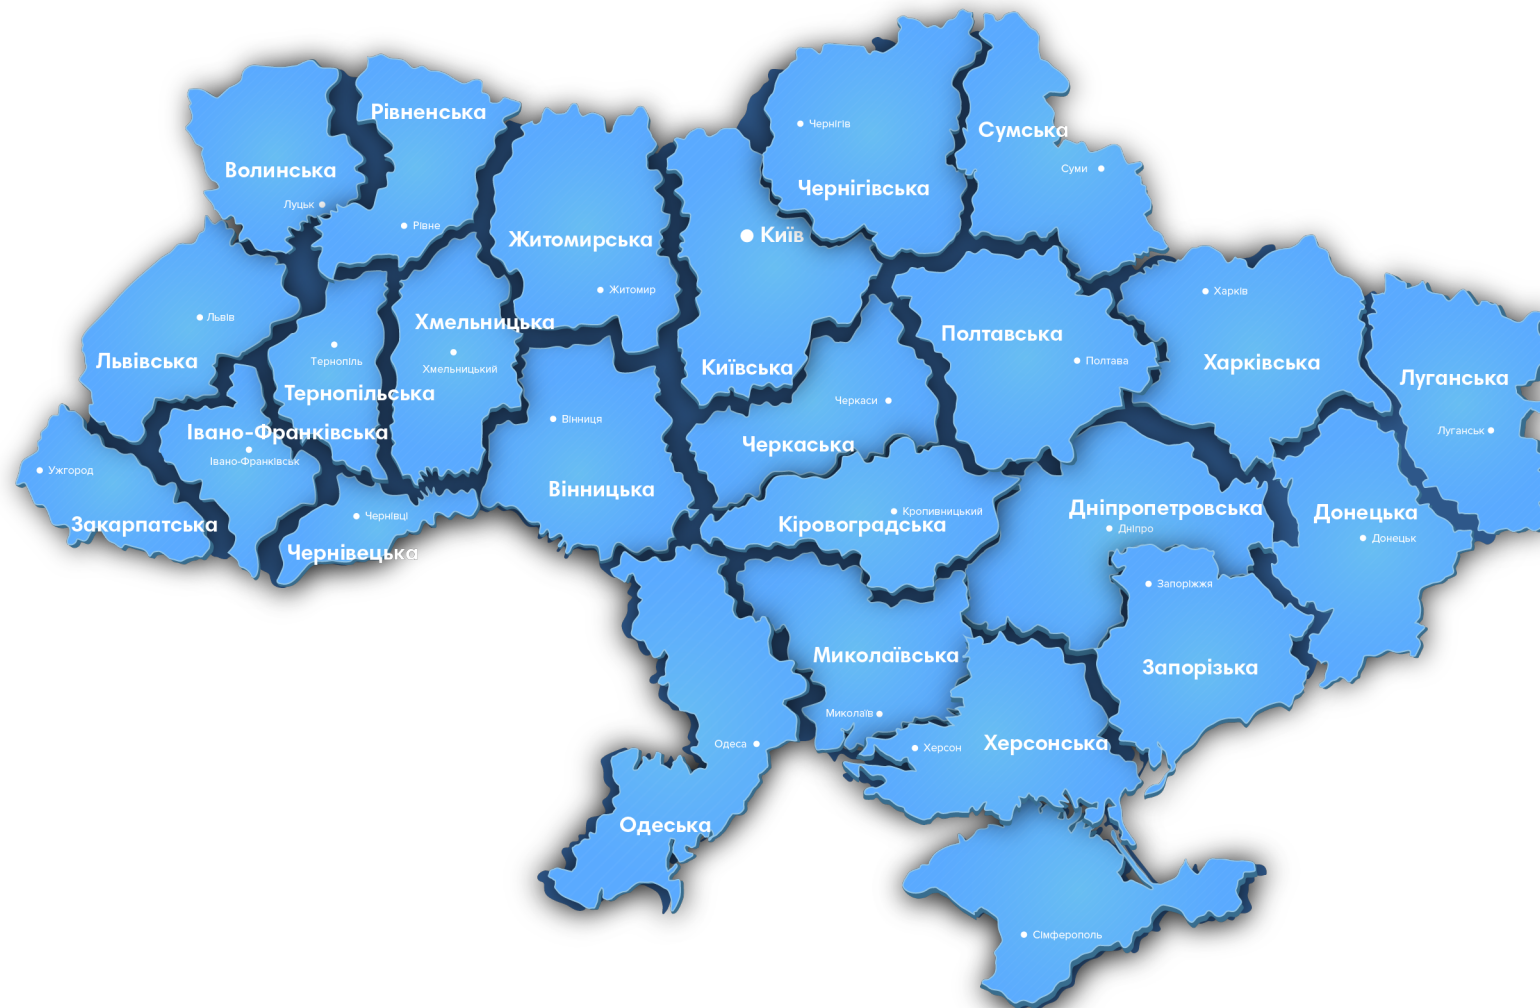 Рівненська
Чернігів
Сумська
Волинська
Суми
Чернігівська
Луцьк
Рівне
Київ
Житомирська
Житомир
Харків
Львів
Хмельницька
Полтавська
Львівська
Тернопіль
Полтава
Харківська
Київська
Хмельницький
Луганська
Тернопільська
Черкаси
Вінниця
Івано-Франківська
Луганськ
Черкаська
Івано-Франківськ
Ужгород
Вінницька
Дніпропетровська
Кропивницький
Донецька
Чернівці
Закарпатська
Кіровоградська
Дніпро
Донецьк
Чернівецька
Запоріжжя
Миколаївська
Запорізька
Миколаїв
Одеса
Херсон
Херсонська
Одеська
Сімферополь